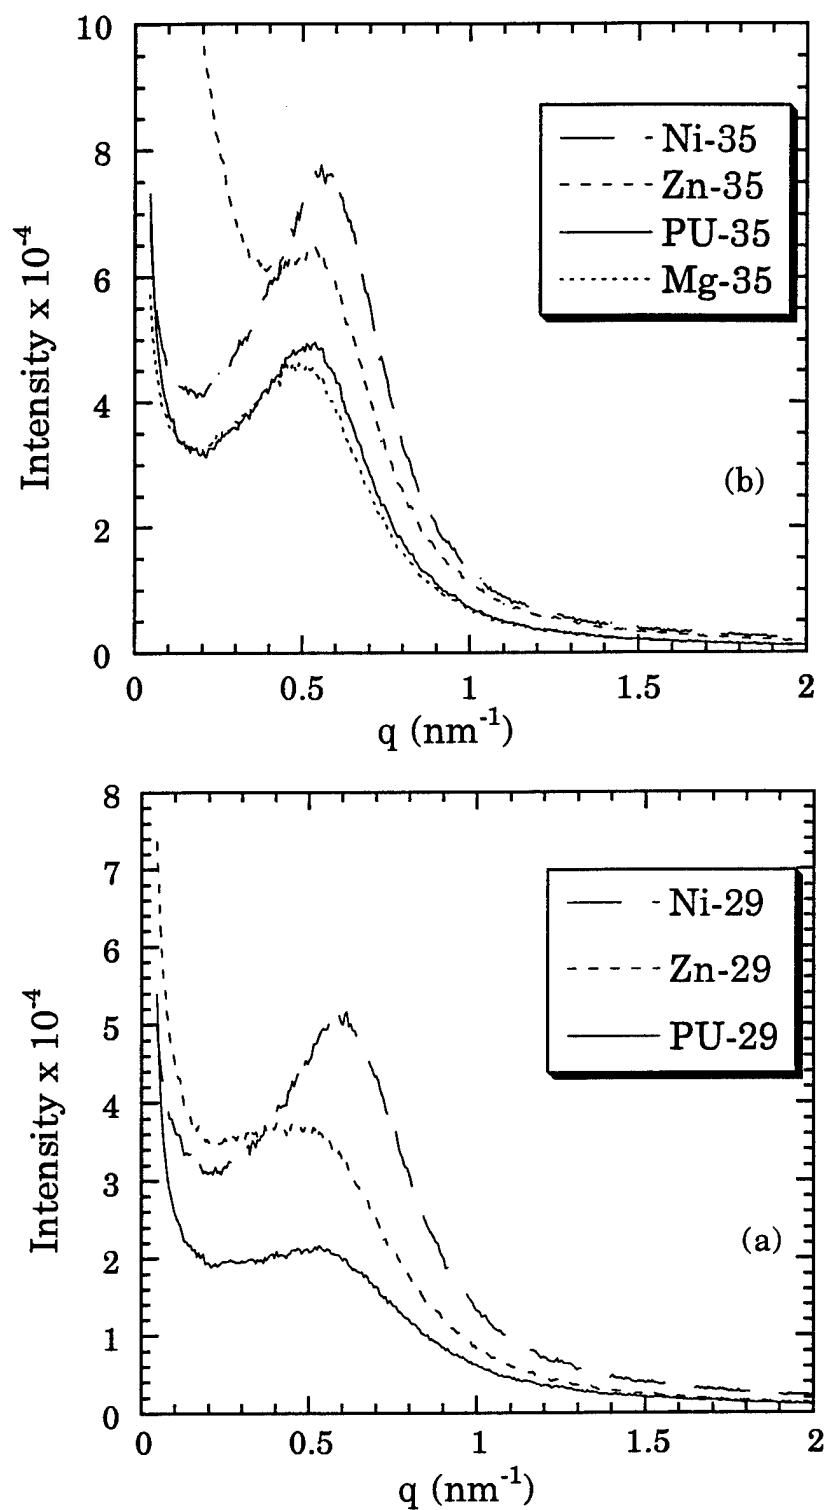 10
8
6
4
2
0
Intensity x 10-4
Ni-35
Zn-35
PU-35
Mg-35
(b)
0 0.5 1 1.5 2
q (nm-1)
8
7
6
5
4
3
2
1
0
Intensity x 10-4
Ni-29
Zn-29
PU-29
(a)
0 0.5 1 1.5 2
q (nm-1)